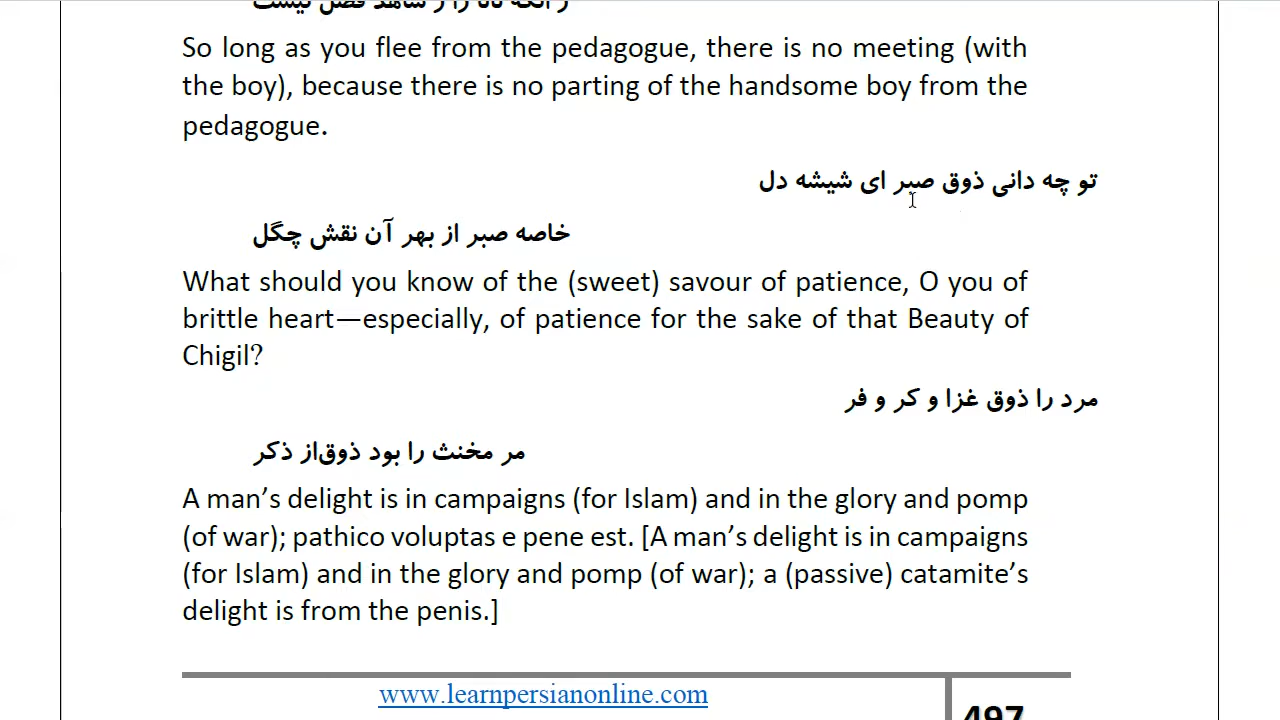 So long as you flee from the pedagogue, there is no meeting (with
the boy), because there is no parting of the handsome boy from the
pedagogue.
تو چه دانی ذوق صبر ای شیشه دل
خاصه صبر از بهر آن نقش چگل
What should you know of the (sweet) savour of patience, O you of
brittle heart—especially, of patience for the sake of that Beauty of
Chigil?
مرد را ذوق غزا و کر و فر
مر مخنث را بود ذوق‌از ذکر
A man’s delight is in campaigns (for Islam) and in the glory and pomp
(of war); pathico voluptas e pene est. [A man’s delight is in campaigns
(for Islam) and in the glory and pomp (of war); a (passive) catamite’s
delight is from the penis.]
www.learnpersianonline.com
497